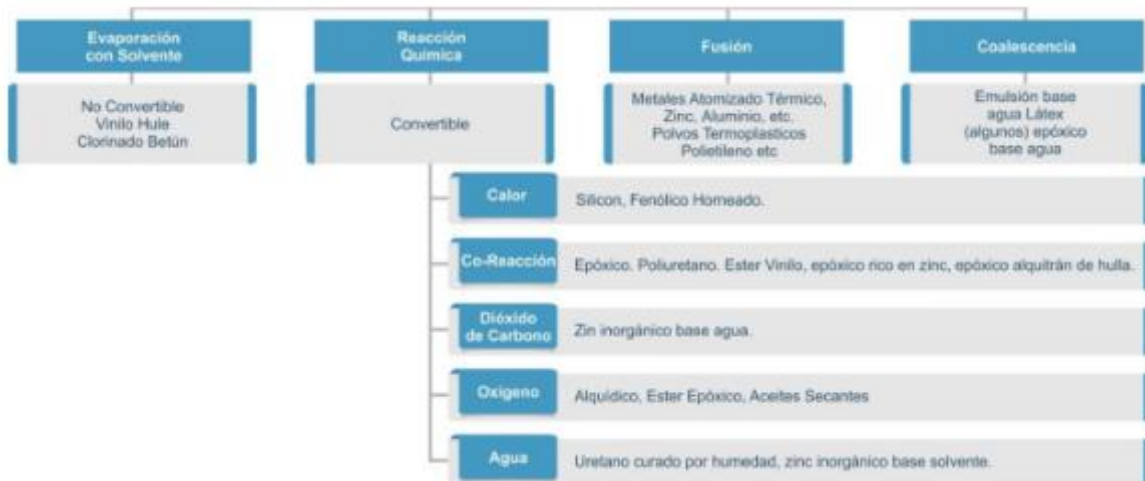 Evaporación
con Solvente
Reacción
Química
Fusión
Coalescencia
No Convertible
Vinilo Hule
Clorinado Betún
Convertible
Metales Atomizado Térmico,
Zinc, Aluminio, etc.
Polvos Termoplasticos
Polietileno etc
Emulsión base
agua Látex
(algunos) epóxico
base agua
Calor
Silicon, Fenólico Horneado.
Co-Reacción
Epóxico, Poliuretano. Ester Vinilo, epóxico rico en zinc, epóxico alquitrán de hulla.
Dióxido
de Carbono
Zin inorgánico base agua.
Oxigeno
Alquídico, Ester Epóxico, Aceites Secantes
Agua
Uretano curado por humedad, zinc inorgánico base solvente.